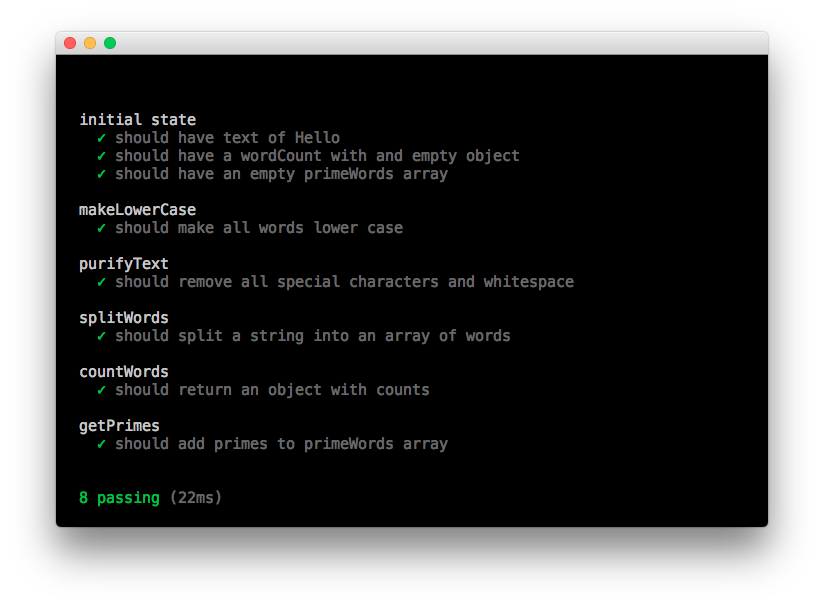 initial state
✓ should have text of Hello
✓ should have a wordCount with and empty object
✓ should have an empty primeWords array
makeLowerCase
✓ should make all words lower case
purifyText
✓ should remove all special characters and whitespace
splitWords
✓ should split a string into an array of words
countWords
✓ should return an object with counts
getPrimes
✓ should add primes to primeWords array
8 passing (22ms)